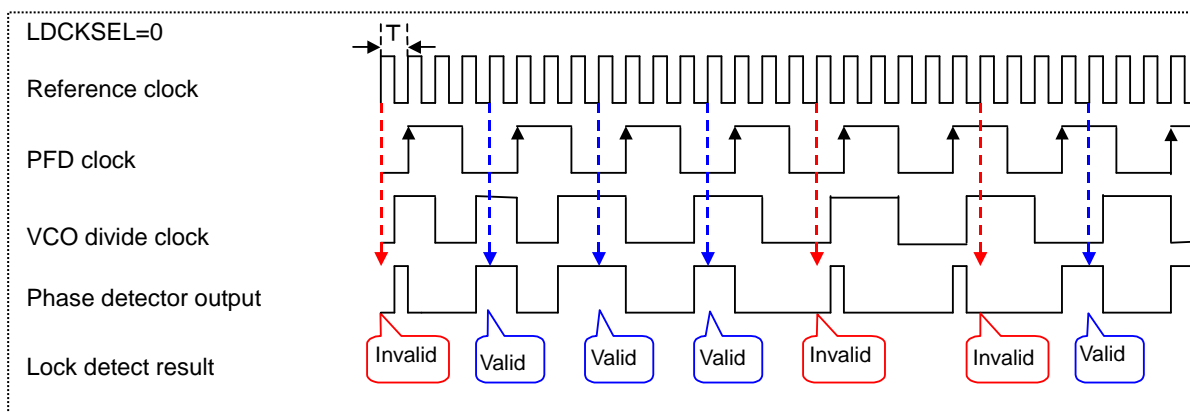 LDCKSEL=0
T
Reference clock
PFD clock
VCO divide clock
Phase detector output
Lock detect result
Invalid
Valid
Valid
Valid
Invalid
Invalid
Valid